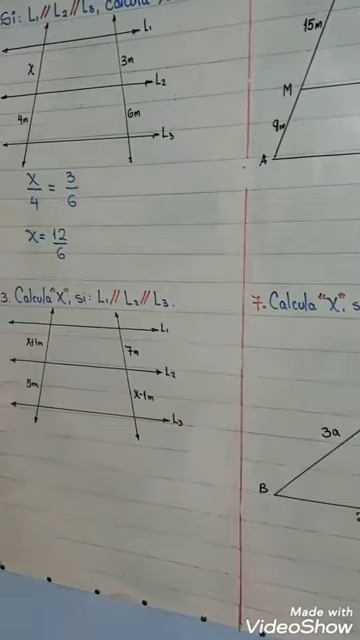 Si: L₁ // L₂ // L₃, calcula
L₁
x
3m
L₂
4m
6m
L₃
x/4 = 3/6
x = 12/6
3. Calcula "X", si: L₁ // L₂ // L₃.
L₁
x+1m
7m
L₂
5m
x-1m
L₃
15m
M
9m
A
7. Calcula "X", s
3a
B
Made with
VideoShow